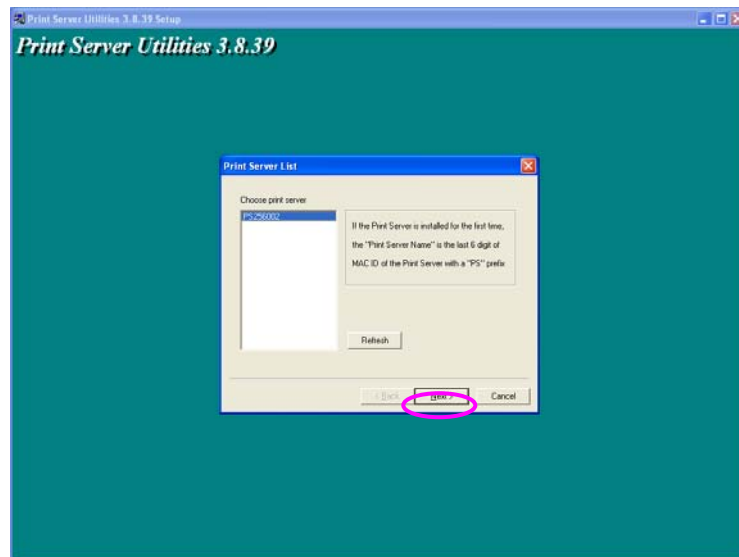 Print Server Utilities 3.8.39 Setup
Print Server Utilities 3.8.39
Print Server List
Choose print server
PS256002
If the Print Server is installed for the first time,
the "Print Server Name" is the last 6 digit of
MAC ID of the Print Server with a "PS" prefix
Refresh
< Back
Next >
Cancel